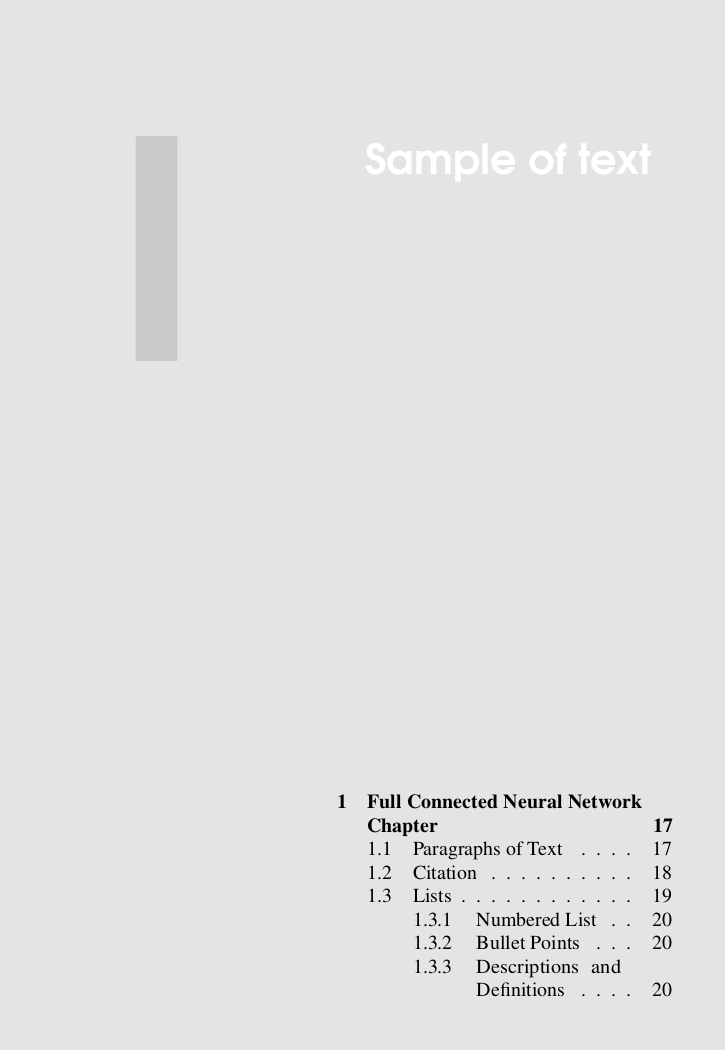 I
Sample of text
1 Full Connected Neural Network
Chapter 17
1.1 Paragraphs of Text . . . . 17
1.2 Citation . . . . . . . . . . 18
1.3 Lists . . . . . . . . . . . . 19
1.3.1 Numbered List . . 20
1.3.2 Bullet Points . . . 20
1.3.3 Descriptions and
Definitions . . . . 20